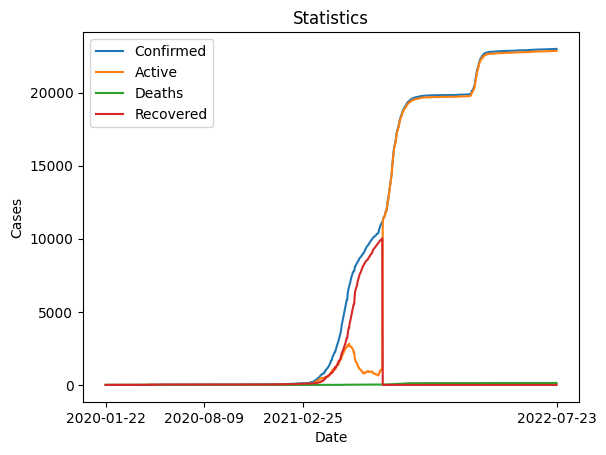 Statistics
Confirmed
Active
Deaths
Recovered
Cases
20000
15000
10000
5000
0
2020-01-22
2020-08-09
2021-02-25
2022-07-23
Date